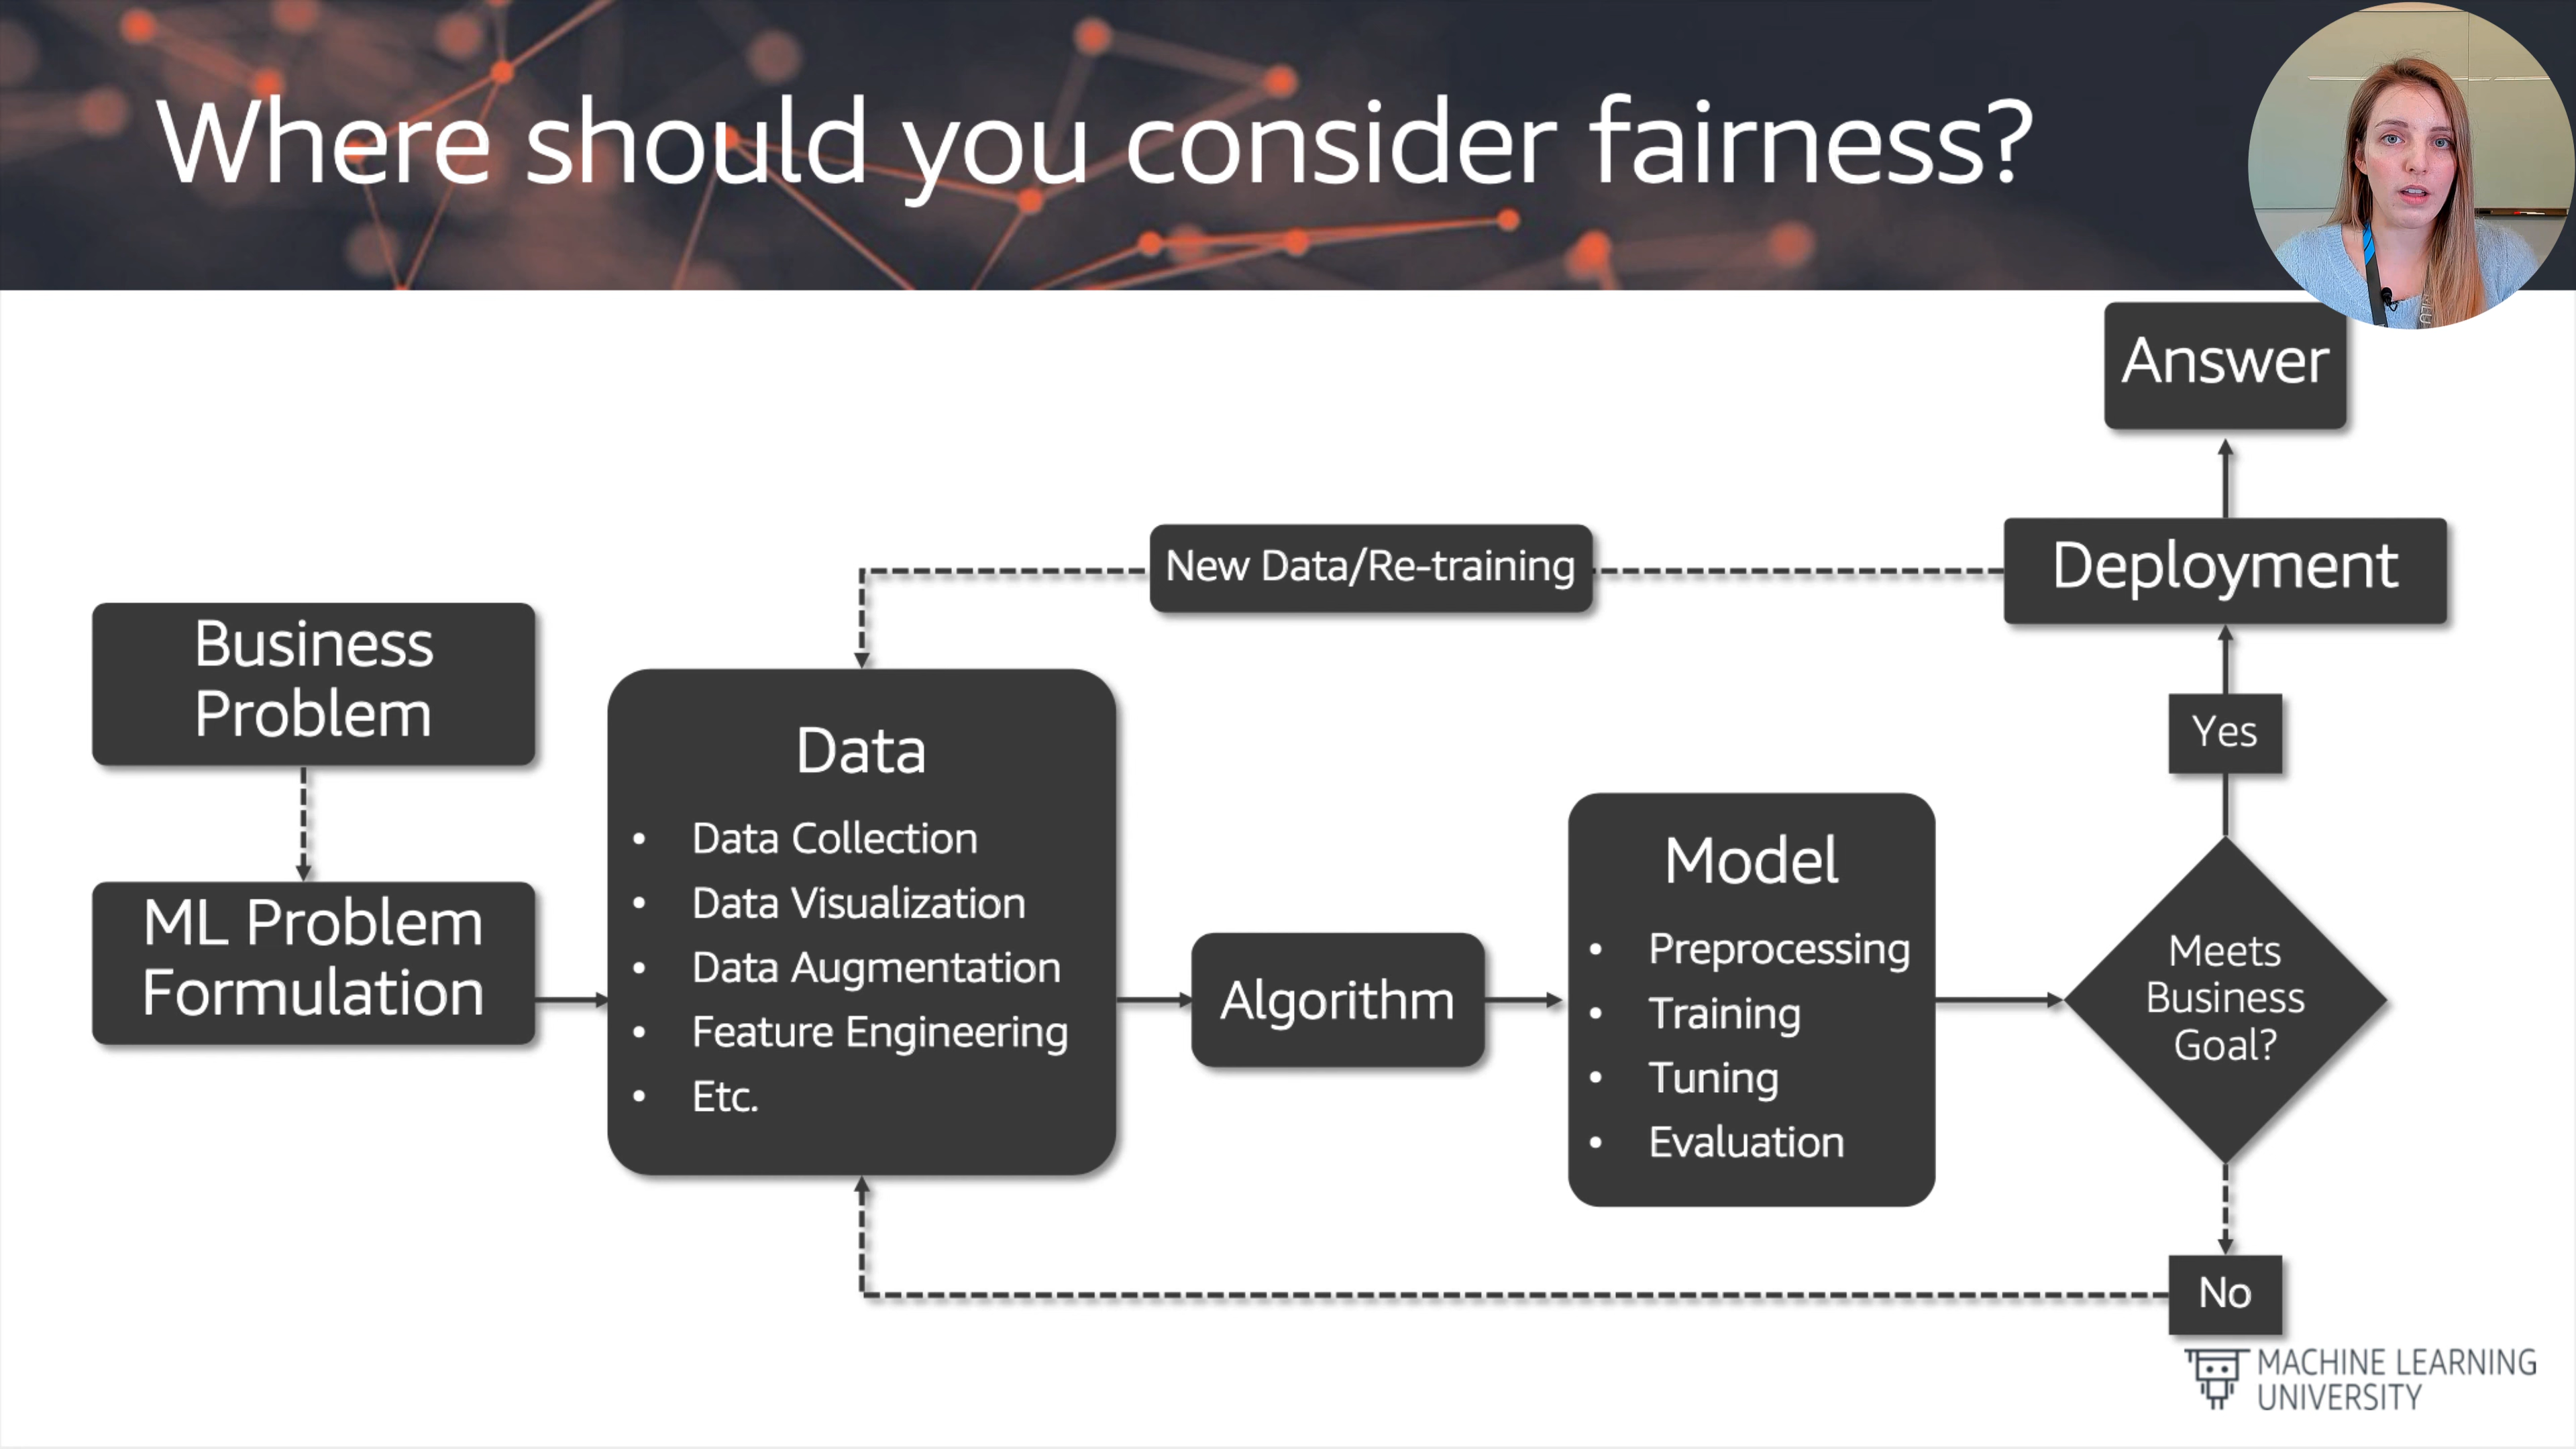 Where should you consider fairness?
Answer
New Data/Re-training
Deployment
Business
Problem
Yes
Data
• Data Collection
• Data Visualization
• Data Augmentation
• Feature Engineering
• Etc.
ML Problem
Formulation
Algorithm
Model
• Preprocessing
• Training
• Tuning
• Evaluation
Meets
Business
Goal?
No
MACHINE LEARNING
UNIVERSITY